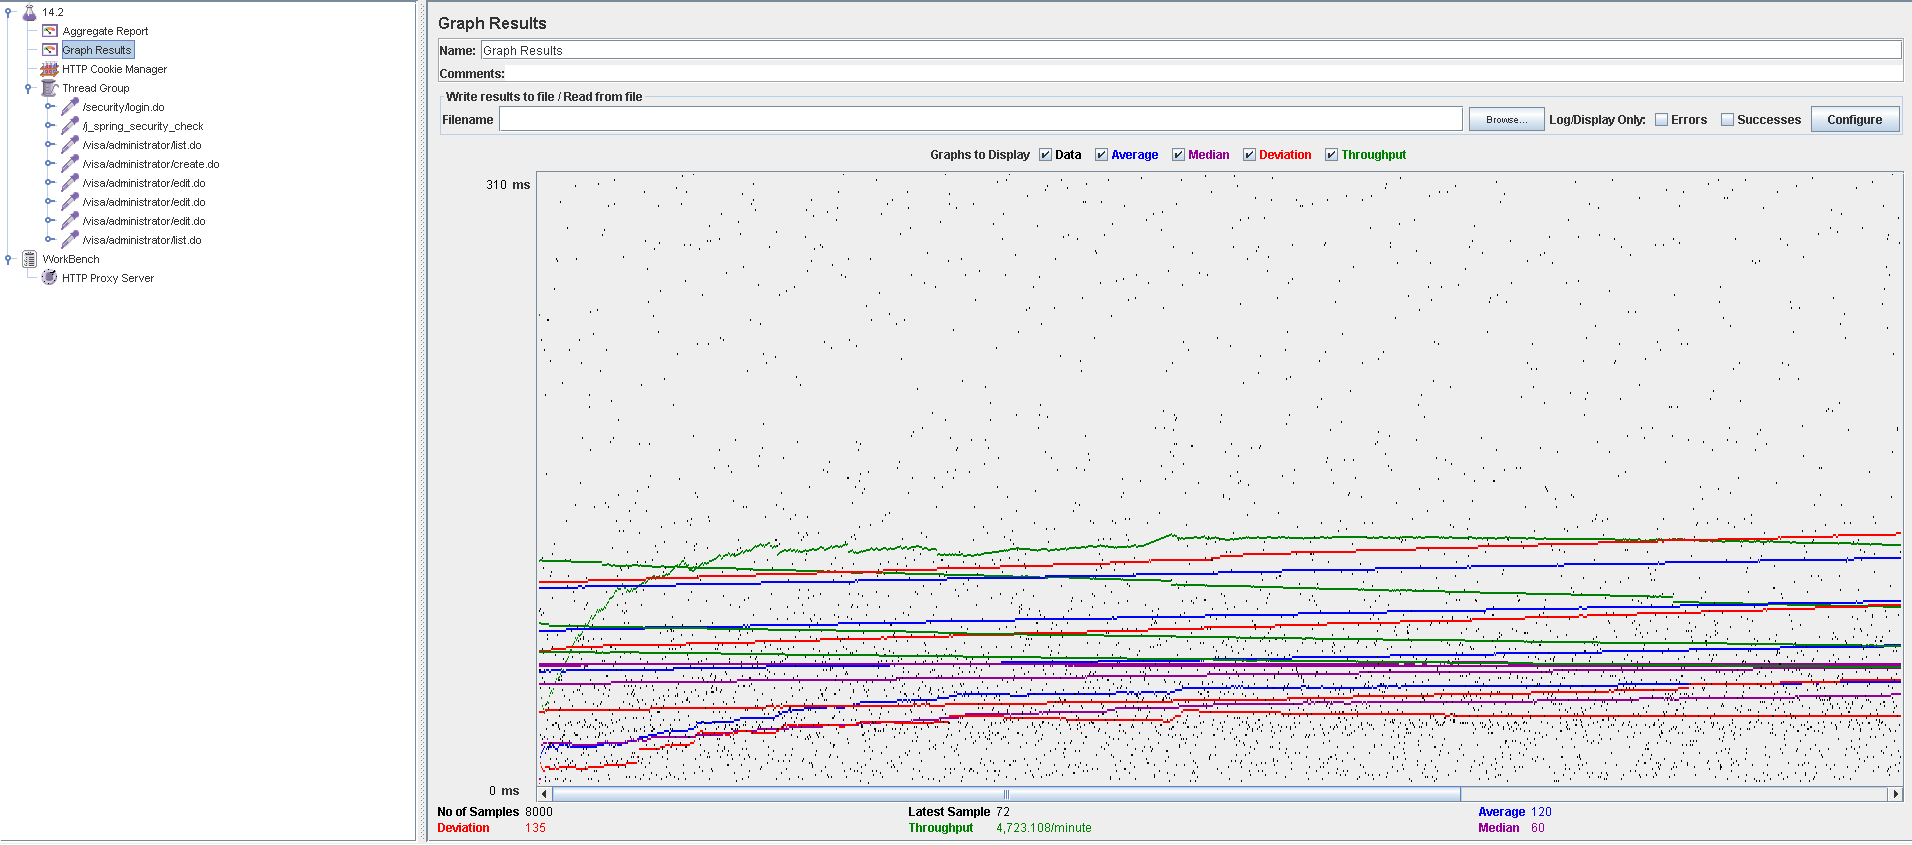 14.2
Aggregate Report
Graph Results
HTTP Cookie Manager
Thread Group
/security/login.do
/j_spring_security_check
/visa/administrator/list.do
/visa/administrator/create.do
/visa/administrator/edit.do
/visa/administrator/edit.do
/visa/administrator/edit.do
/visa/administrator/list.do
WorkBench
HTTP Proxy Server
Graph Results
Name: Graph Results
Comments:
Write results to file / Read from file
Filename Browse... Log/Display Only: Errors Successes Configure
Graphs to Display Data Average Median Deviation Throughput
310 ms
0 ms
No of Samples 8000 Latest Sample 72 Average 120
Deviation 135 Throughput 4,723.108/minute Median 60